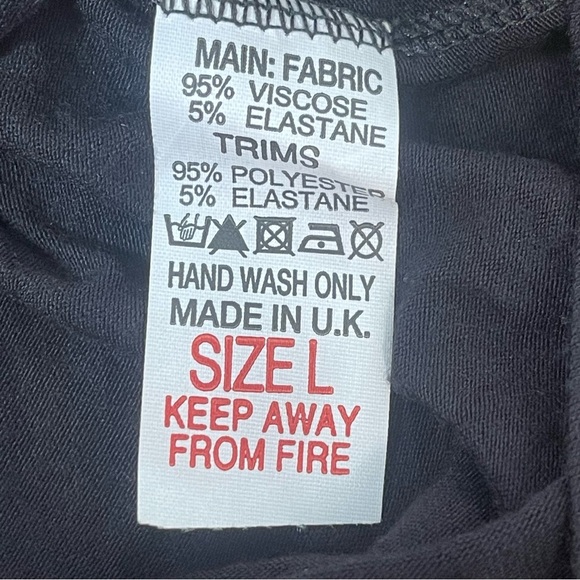 MAIN: FABRIC
95% VISCOSE
5% ELASTANE
TRIMS
95% POLYESTER
5% ELASTANE
HAND WASH ONLY
MADE IN U.K.
SIZE L
KEEP AWAY
FROM FIRE